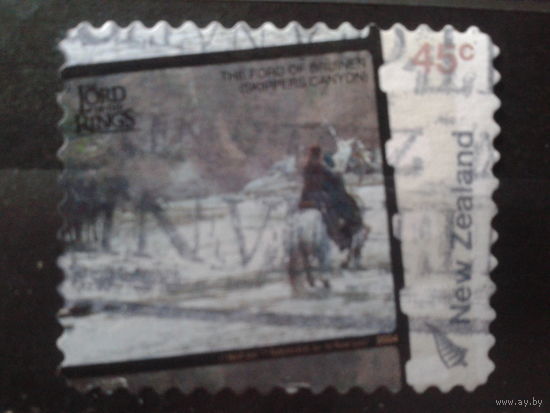 45c
THE FORD OF BRUINEN
(SKIPPERS CANYON)
THE LORD
OF THE
RINGS
New Zealand
www.ay.by